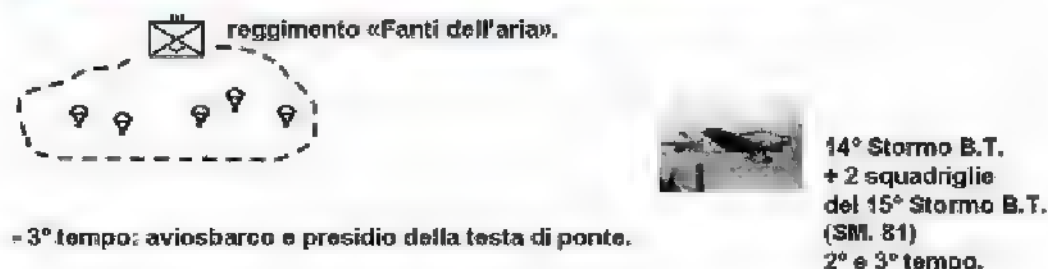 reggimento «Fanti dell'aria».
14° Stormo B.T.
+ 2 squadriglie
del 15° Stormo B.T.
(SM. 81)
2° e 3° tempo.
- 3° tempo: aviosbarco e presidio della testa di ponte.